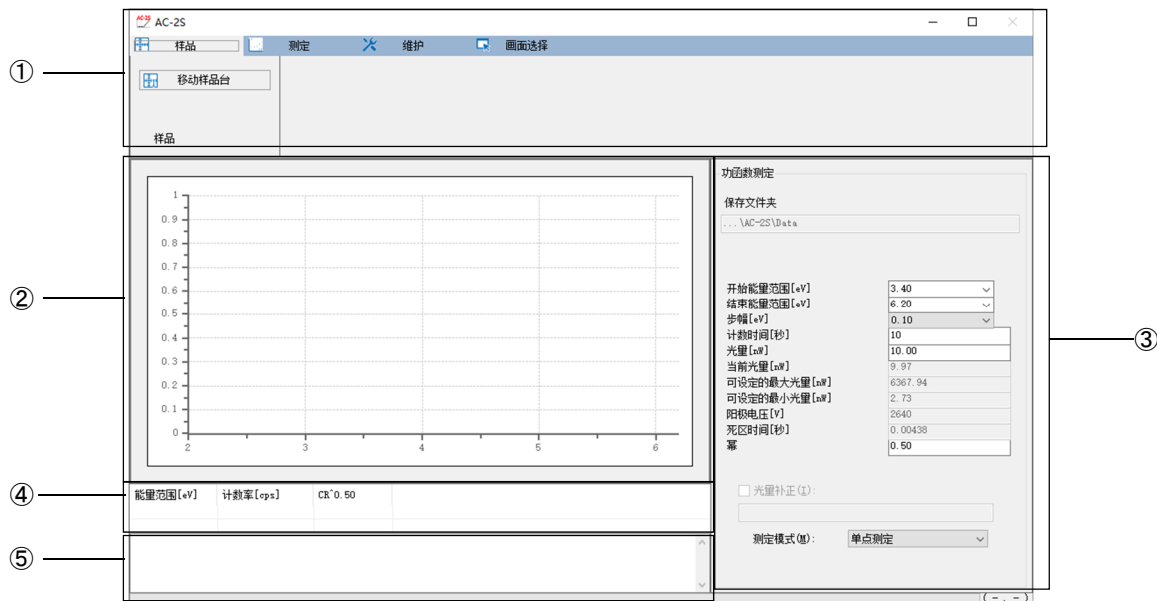 AC-2S
样品 测定 维护 画面选择
移动样品台
样品
①
②
③
④
⑤
1
0.9
0.8
0.7
0.6
0.5
0.4
0.3
0.2
0.1
0
2 3 4 5 6
功函数测定
保存文件夹
...\AC-2S\Data
开始能量范围[eV] 3.40
结束能量范围[eV] 6.20
步幅[eV] 0.10
计数时间[秒] 10
光量[nW] 10.00
当前光量[nW] 9.97
可设定的最大光量[nW] 6367.94
可设定的最小光量[nW] 2.73
阳极电压[V] 2640
死区时间[秒] 0.00438
幂 0.50
光量补正(I):
测定模式(M): 单点测定
能量范围[eV] 计数率[cps] CR^0.50